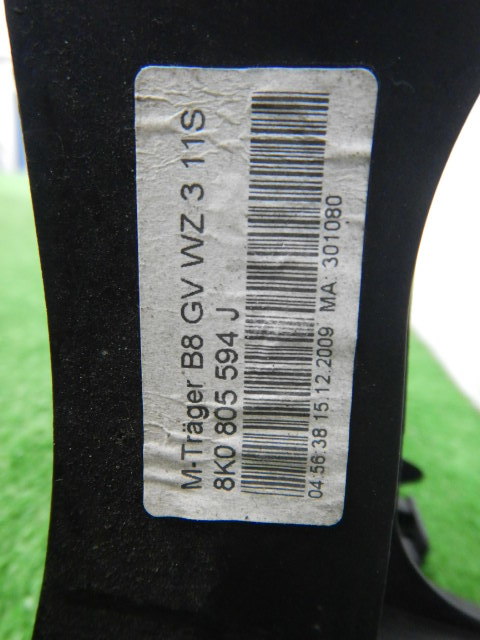 M-Träger B8 GV WZ 3 11S
8K0 805 594 J
04:56:38 15.12.2009 MA: 301080